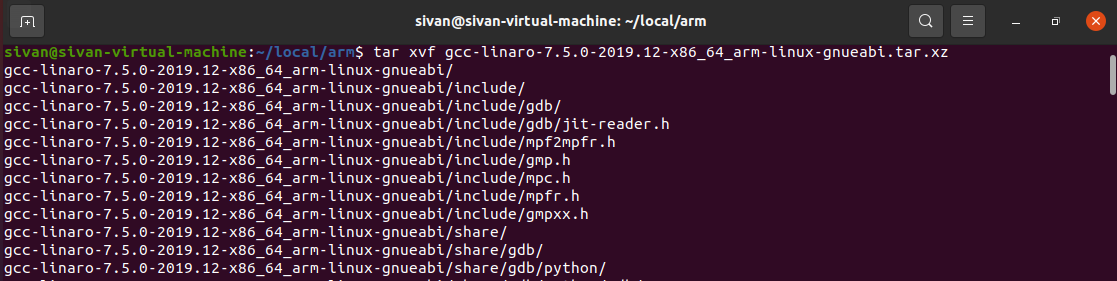 sivan@sivan-virtual-machine: ~/local/arm
sivan@sivan-virtual-machine:~/local/arm$ tar xvf gcc-linaro-7.5.0-2019.12-x86_64_arm-linux-gnueabi.tar.xz
gcc-linaro-7.5.0-2019.12-x86_64_arm-linux-gnueabi/
gcc-linaro-7.5.0-2019.12-x86_64_arm-linux-gnueabi/include/
gcc-linaro-7.5.0-2019.12-x86_64_arm-linux-gnueabi/include/gdb/
gcc-linaro-7.5.0-2019.12-x86_64_arm-linux-gnueabi/include/gdb/jit-reader.h
gcc-linaro-7.5.0-2019.12-x86_64_arm-linux-gnueabi/include/mpf2mpfr.h
gcc-linaro-7.5.0-2019.12-x86_64_arm-linux-gnueabi/include/gmp.h
gcc-linaro-7.5.0-2019.12-x86_64_arm-linux-gnueabi/include/mpc.h
gcc-linaro-7.5.0-2019.12-x86_64_arm-linux-gnueabi/include/mpfr.h
gcc-linaro-7.5.0-2019.12-x86_64_arm-linux-gnueabi/include/gmpxx.h
gcc-linaro-7.5.0-2019.12-x86_64_arm-linux-gnueabi/share/
gcc-linaro-7.5.0-2019.12-x86_64_arm-linux-gnueabi/share/gdb/
gcc-linaro-7.5.0-2019.12-x86_64_arm-linux-gnueabi/share/gdb/python/